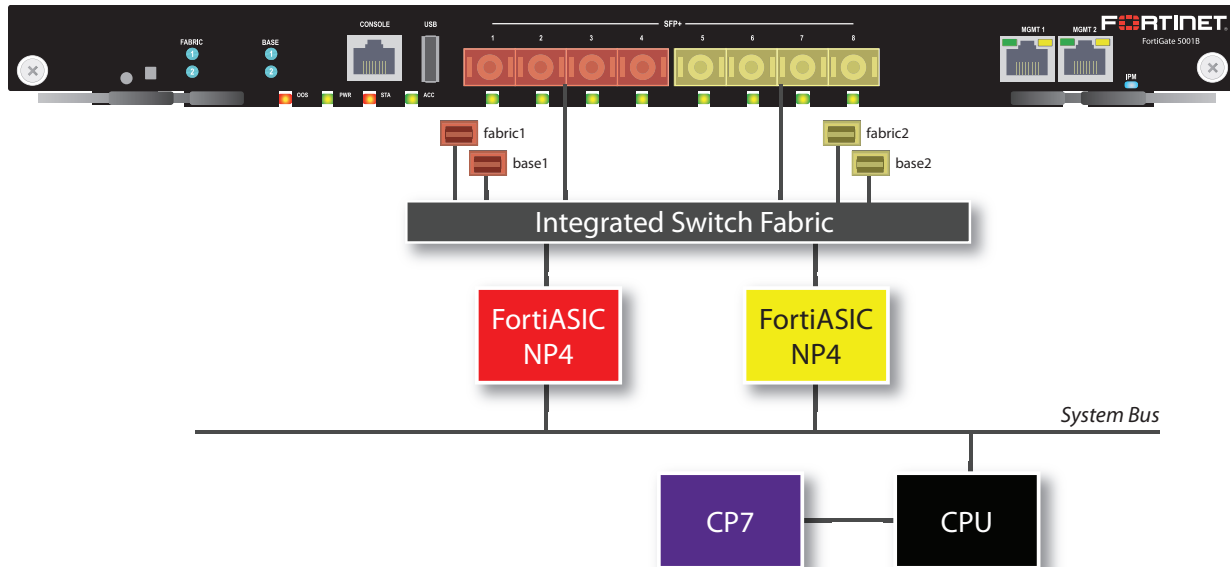 CONSOLE
USB
SFP+
FABRIC
BASE
1
1
2
2
1
2
3
4
5
6
7
8
MGMT 1
MGMT 2
FORTINET
FortiGate 5001B
IPM
OOS
PWR
STA
ACC
fabric1
base1
fabric2
base2
Integrated Switch Fabric
FortiASIC
NP4
FortiASIC
NP4
System Bus
CP7
CPU